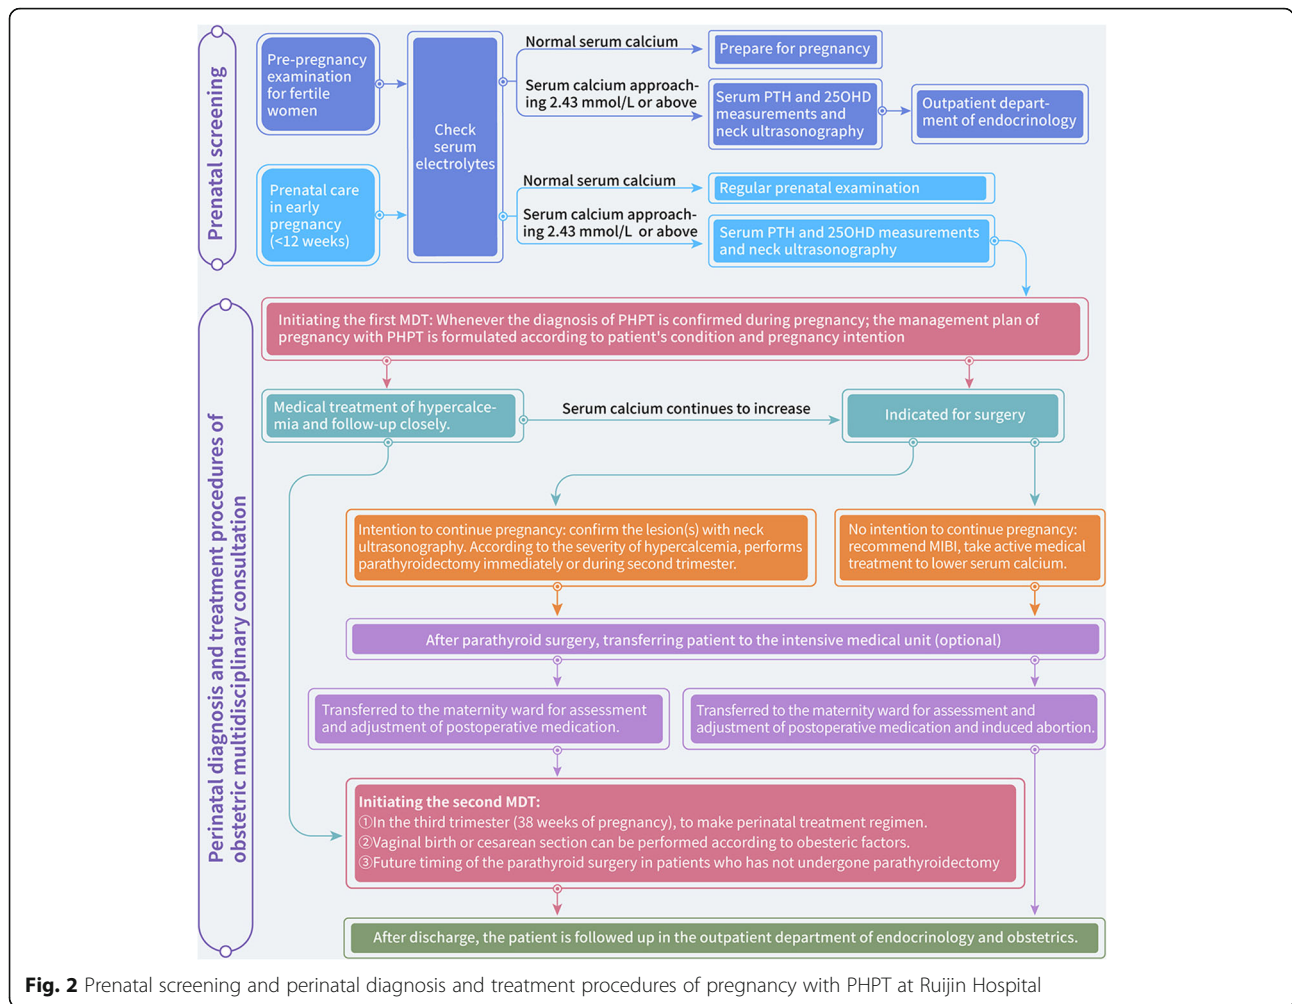 Prenatal screening
Pre-pregnancy
examination
for fertile
women
Check
serum
electrolytes
Normal serum calcium
Prepare for pregnancy
Serum calcium approach-
ing 2.43 mmol/L or above
Serum PTH and 25OHD
measurements and
neck ultrasonography
Outpatient depart-
ment of endocrinology
Prenatal care
in early
pregnancy
(<12 weeks)
Normal serum calcium
Regular prenatal examination
Serum calcium approach-
ing 2.43 mmol/L or above
Serum PTH and 25OHD measurements
and neck ultrasonography
Perinatal diagnosis and treatment procedures of
obstetric multidisciplinary consultation
Initiating the first MDT: Whenever the diagnosis of PHPT is confirmed during pregnancy; the management plan of
pregnancy with PHPT is formulated according to patient's condition and pregnancy intention
Medical treatment of hypercalce-
mia and follow-up closely.
Serum calcium continues to increase
Indicated for surgery
Intention to continue pregnancy: confirm the lesion(s) with neck
ultrasonography. According to the severity of hypercalcemia, performs
parathyroidectomy immediately or during second trimester.
No intention to continue pregnancy:
recommend MIBI, take active medical
treatment to lower serum calcium.
After parathyroid surgery, transferring patient to the intensive medical unit (optional)
Transferred to the maternity ward for assessment
and adjustment of postoperative medication.
Transferred to the maternity ward for assessment and
adjustment of postoperative medication and induced abortion.
Initiating the second MDT:
①In the third trimester (38 weeks of pregnancy), to make perinatal treatment regimen.
②Vaginal birth or cesarean section can be performed according to obesteric factors.
③Future timing of the parathyroid surgery in patients who has not undergone parathyroidectomy
After discharge, the patient is followed up in the outpatient department of endocrinology and obstetrics.
Fig. 2 Prenatal screening and perinatal diagnosis and treatment procedures of pregnancy with PHPT at Ruijin Hospital